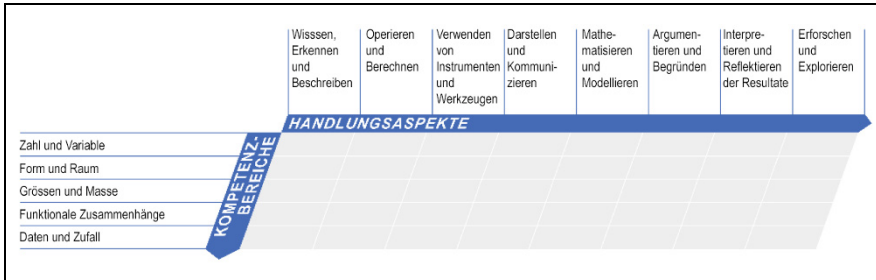 Wisssen,
Erkennen
und
Beschreiben
Operieren
und
Berechnen
Verwenden
von
Instrumenten
und
Werkzeugen
Darstellen
und
Kommuni-
zieren
Mathe-
matisieren
und
Modellieren
Argumen-
tieren und
Begründen
Interpre-
tieren und
Reflektieren
der Resultate
Erforschen
und
Explorieren
HANDLUNGSASPEKTE
KOMPETENZ-
BEREICHE
Zahl und Variable
Form und Raum
Grössen und Masse
Funktionale Zusammenhänge
Daten und Zufall